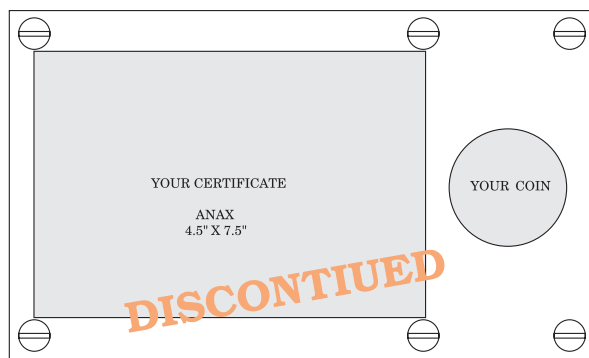 YOUR CERTIFICATE
ANAX
4.5" X 7.5"
YOUR COIN
DISCONTIUED